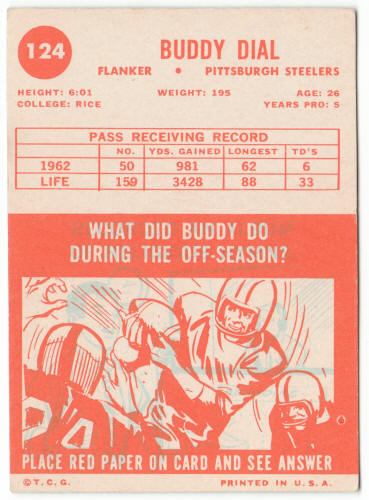 124
BUDDY DIAL
FLANKER • PITTSBURGH STEELERS
HEIGHT: 6:01 WEIGHT: 195 AGE: 26
COLLEGE: RICE YEARS PRO: 5
PASS RECEIVING RECORD
NO. YDS. GAINED LONGEST TD'S
1962 50 981 62 6
LIFE 159 3428 88 33
WHAT DID BUDDY DO
DURING THE OFF-SEASON?
PLACE RED PAPER ON CARD AND SEE ANSWER
©T.C.G. PRINTED IN U.S.A.